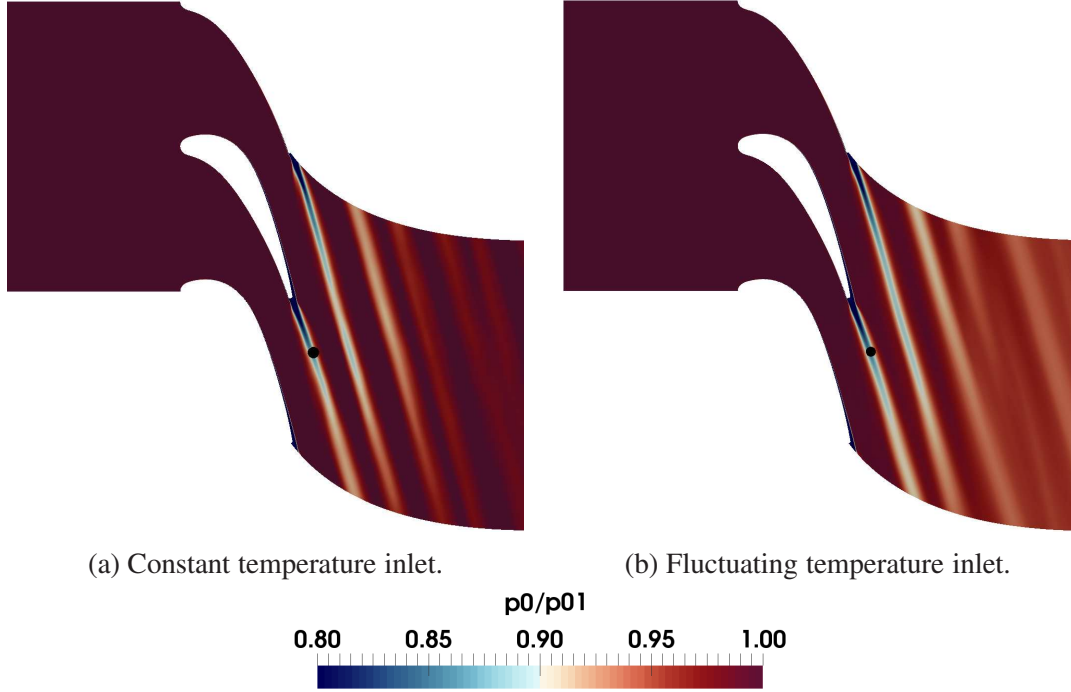 (a) Constant temperature inlet.
(b) Fluctuating temperature inlet.
p0/p01
0.80 0.85 0.90 0.95 1.00